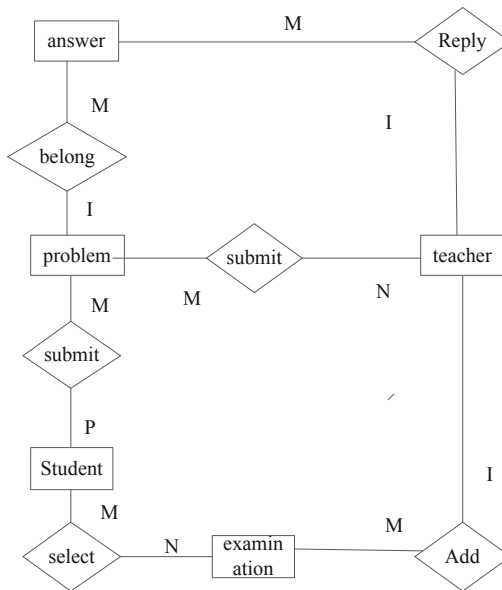 M
answer
Reply
M
I
belong
I
problem
submit
teacher
M
N
M
submit
P
Student
I
M
M
select
N
examin
ation
Add